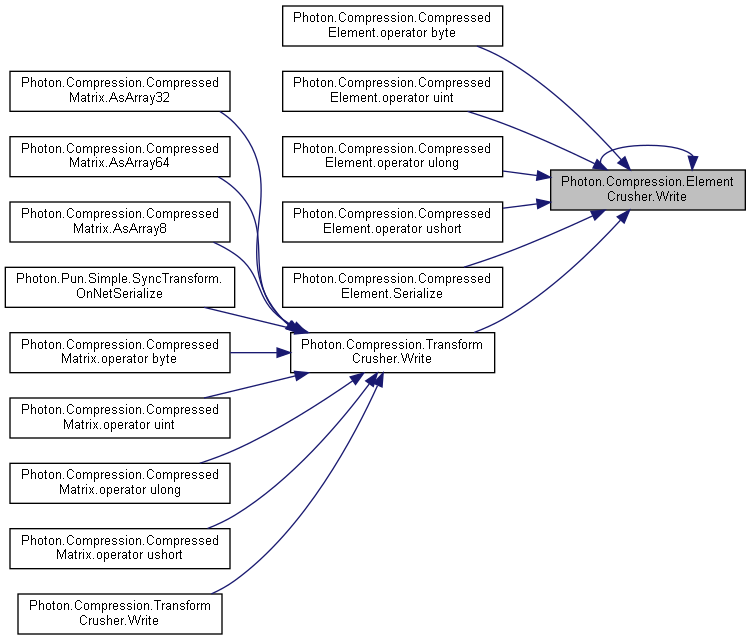 Photon.Compression.Compressed
Element.operator byte
Photon.Compression.Compressed
Matrix.AsArray32
Photon.Compression.Compressed
Element.operator uint
Photon.Compression.Compressed
Matrix.AsArray64
Photon.Compression.Compressed
Element.operator ulong
Photon.Compression.Element
Crusher.Write
Photon.Compression.Compressed
Matrix.AsArray8
Photon.Compression.Compressed
Element.operator ushort
Photon.Pun.Simple.SyncTransform.
OnNetSerialize
Photon.Compression.Compressed
Element.Serialize
Photon.Compression.Compressed
Matrix.operator byte
Photon.Compression.Transform
Crusher.Write
Photon.Compression.Compressed
Matrix.operator uint
Photon.Compression.Compressed
Matrix.operator ulong
Photon.Compression.Compressed
Matrix.operator ushort
Photon.Compression.Transform
Crusher.Write